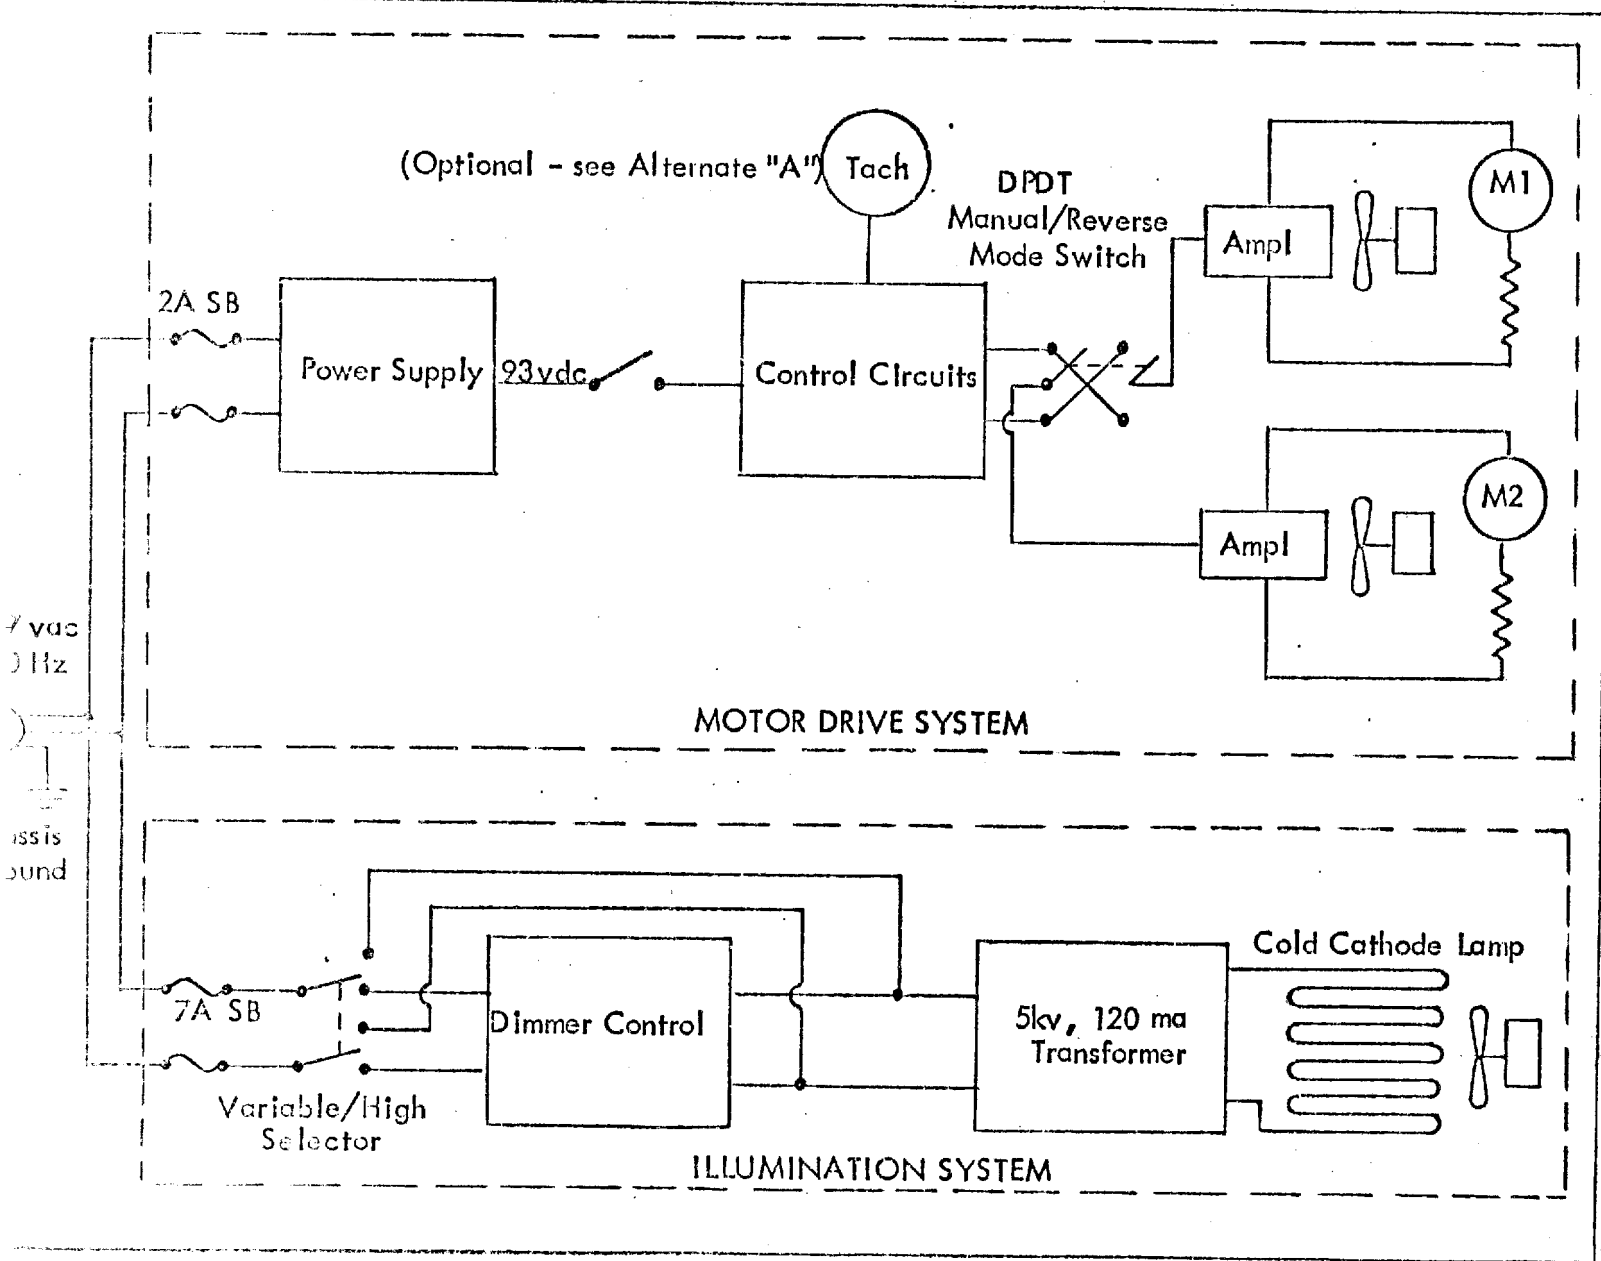 (Optional - see Alternate "A")
Tach
DPDT
Manual/Reverse
Mode Switch
Ampl
M1
2A SB
Power Supply
93vdc
Control Circuits
Ampl
M2
vac
Hz
MOTOR DRIVE SYSTEM
7A SB
Variable/High
Selector
Dimmer Control
5kv, 120 ma
Transformer
Cold Cathode Lamp
ILLUMINATION SYSTEM